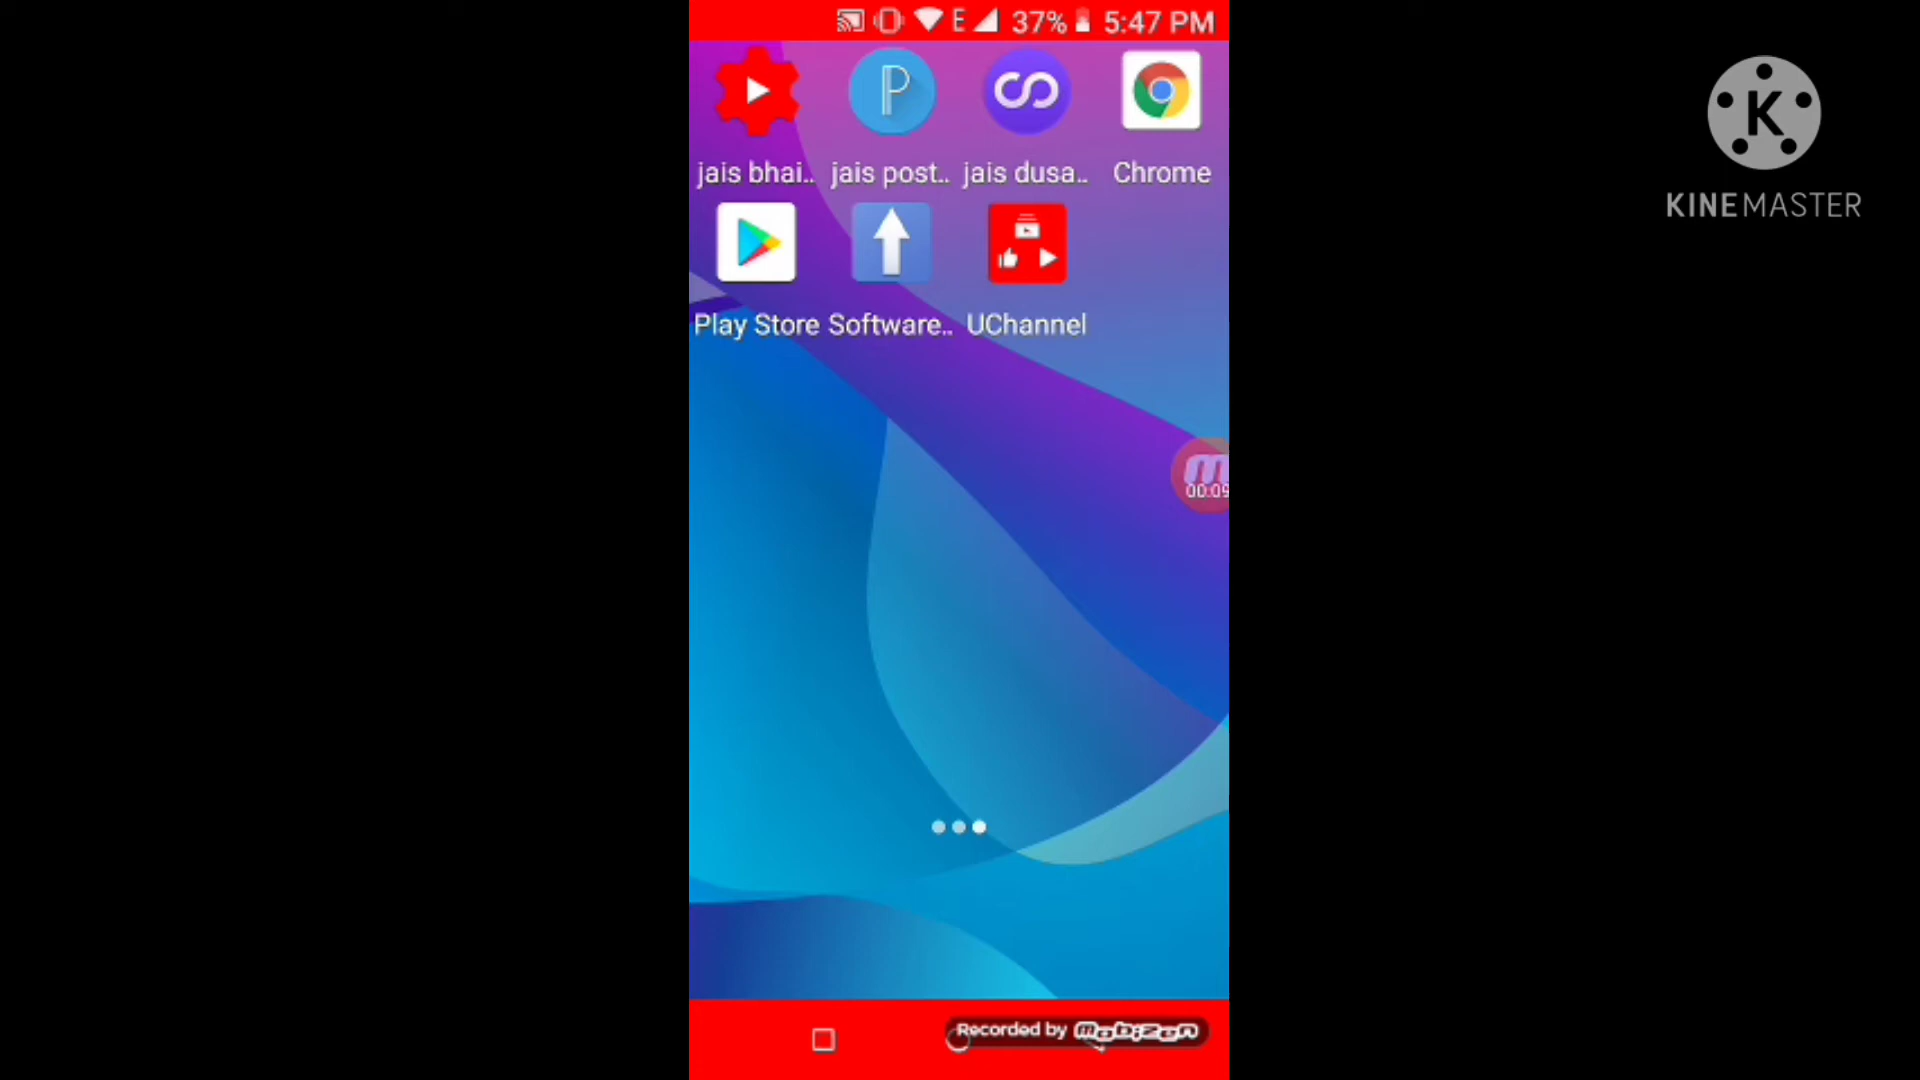 E 37% 5:47 PM
jais bhai.. jais post.. jais dusa.. Chrome
Play Store Software.. UChannel
K
KINEMASTER
00:09
Recorded by mobizen